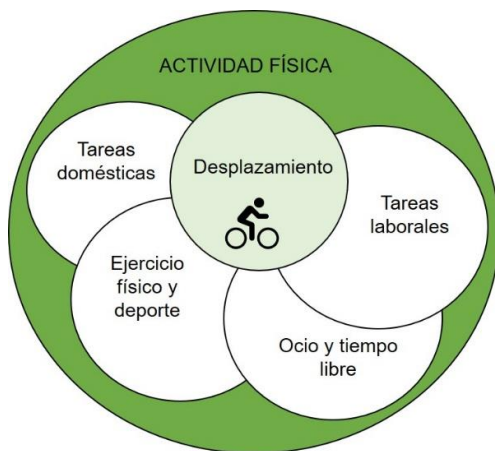 ACTIVIDAD FÍSICA
Tareas
domésticas
Desplazamiento
Tareas
laborales
Ejercicio
físico y
deporte
Ocio y tiempo
libre